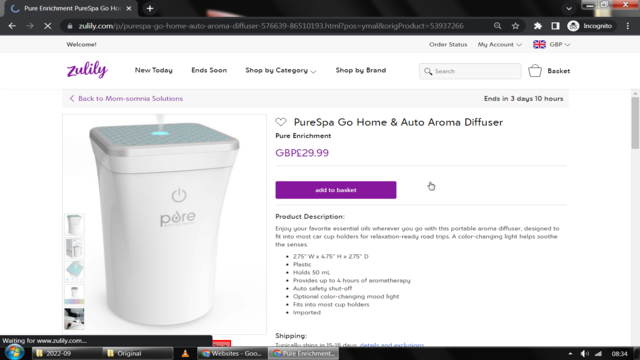 Pure Enrichment PureSpa Go Ho
Incognito
zulily.com/p/purespa-go-home-auto-aroma-diffuser-576639-86510193.html?pos=ymal&origProduct=53937266
Welcome!
Order Status
My Account
GBP
zulily
New Today
Ends Soon
Shop by Category
Shop by Brand
Search
Basket
Back to Mom-somnia Solutions
Ends in 3 days 10 hours
PureSpa Go Home & Auto Aroma Diffuser
Pure Enrichment
GBP£29.99
add to basket
Product Description:
Enjoy your favorite essential oils wherever you go with this portable aroma diffuser, designed to
fit into most car cup holders for relaxation-ready road trips. A color-changing light helps soothe
the senses.
2.75" W x 4.75" H x 2.75" D
Plastic
Holds 50 mL
Provides up to 4 hours of aromatherapy
Auto safety shut-off
Optional color-changing mood light
Fits into most cup holders
Imported
Shipping:
Typically ships in 15-18 days. details and exclusions
pure
Waiting for www.zulily.com...
2022-09
Original
Websites - Goo...
Pure Enrichment...
08:34